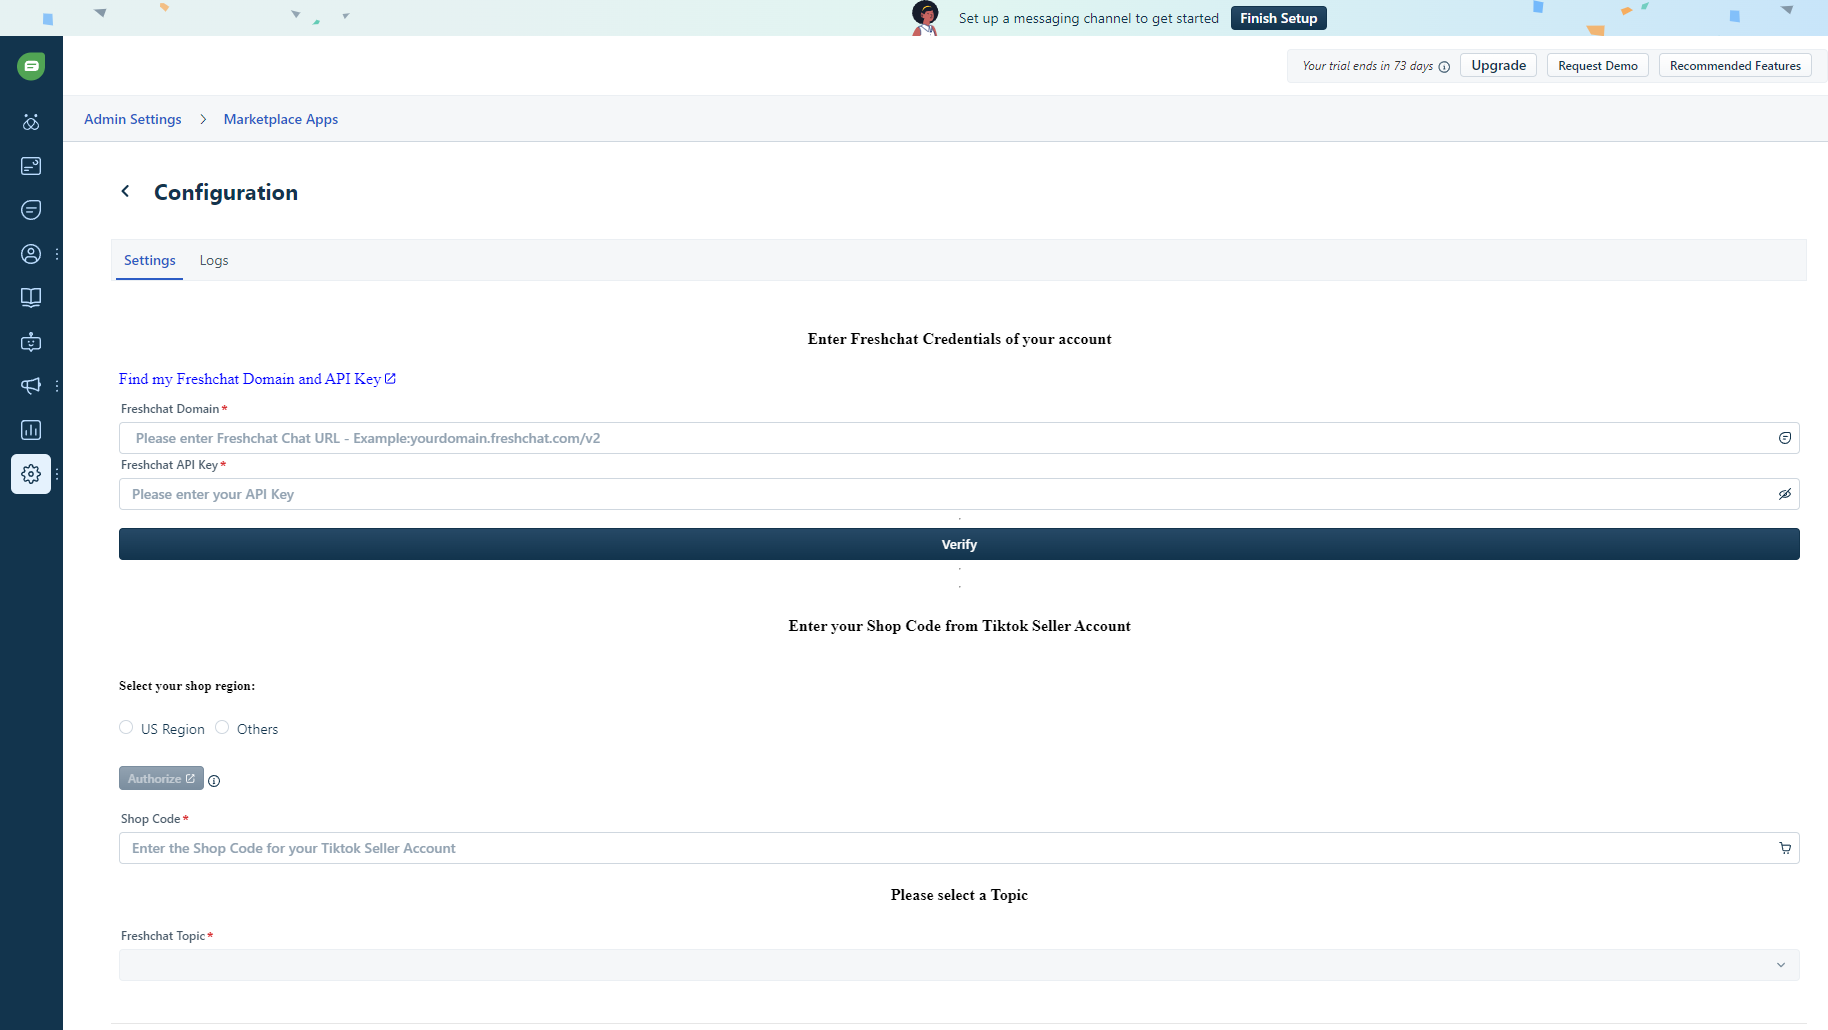 Set up a messaging channel to get started Finish Setup
Your trial ends in 73 days Upgrade Request Demo Recommended Features
Admin Settings > Marketplace Apps
Configuration
Settings Logs
Enter Freshchat Credentials of your account
Find my Freshchat Domain and API Key
Freshchat Domain*
Please enter Freshchat Chat URL - Example:yourdomain.freshchat.com/v2
Freshchat API Key*
Please enter your API Key
.
Verify
.
.
Enter your Shop Code from Tiktok Seller Account
Select your shop region:
US Region Others
Authorize
Shop Code*
Enter the Shop Code for your Tiktok Seller Account
Please select a Topic
Freshchat Topic*